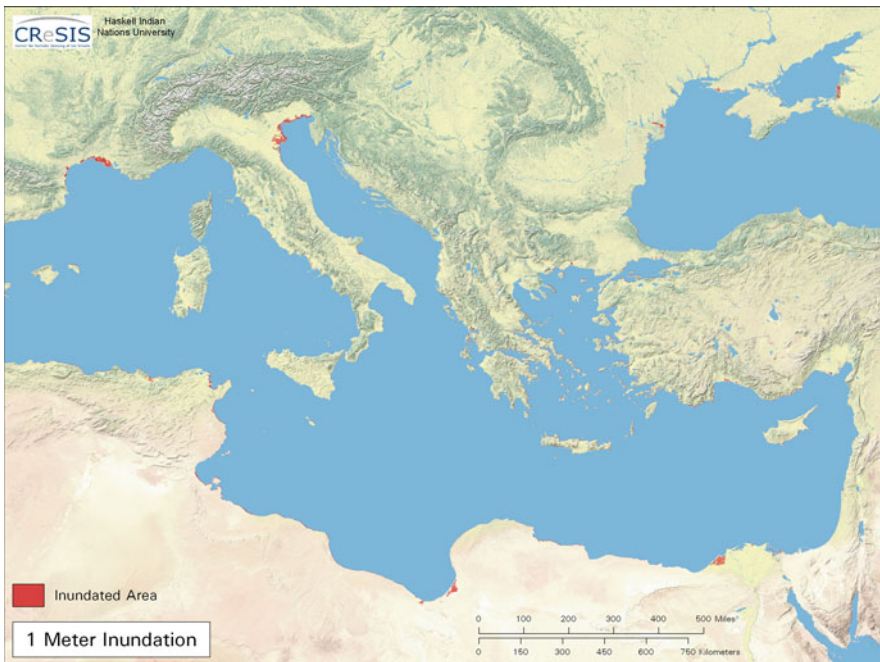 CReSIS
Haskell Indian
Nations University
Inundated Area
1 Meter Inundation
0 100 200 300 400 500 Miles
0 150 300 450 600 750 Kilometers